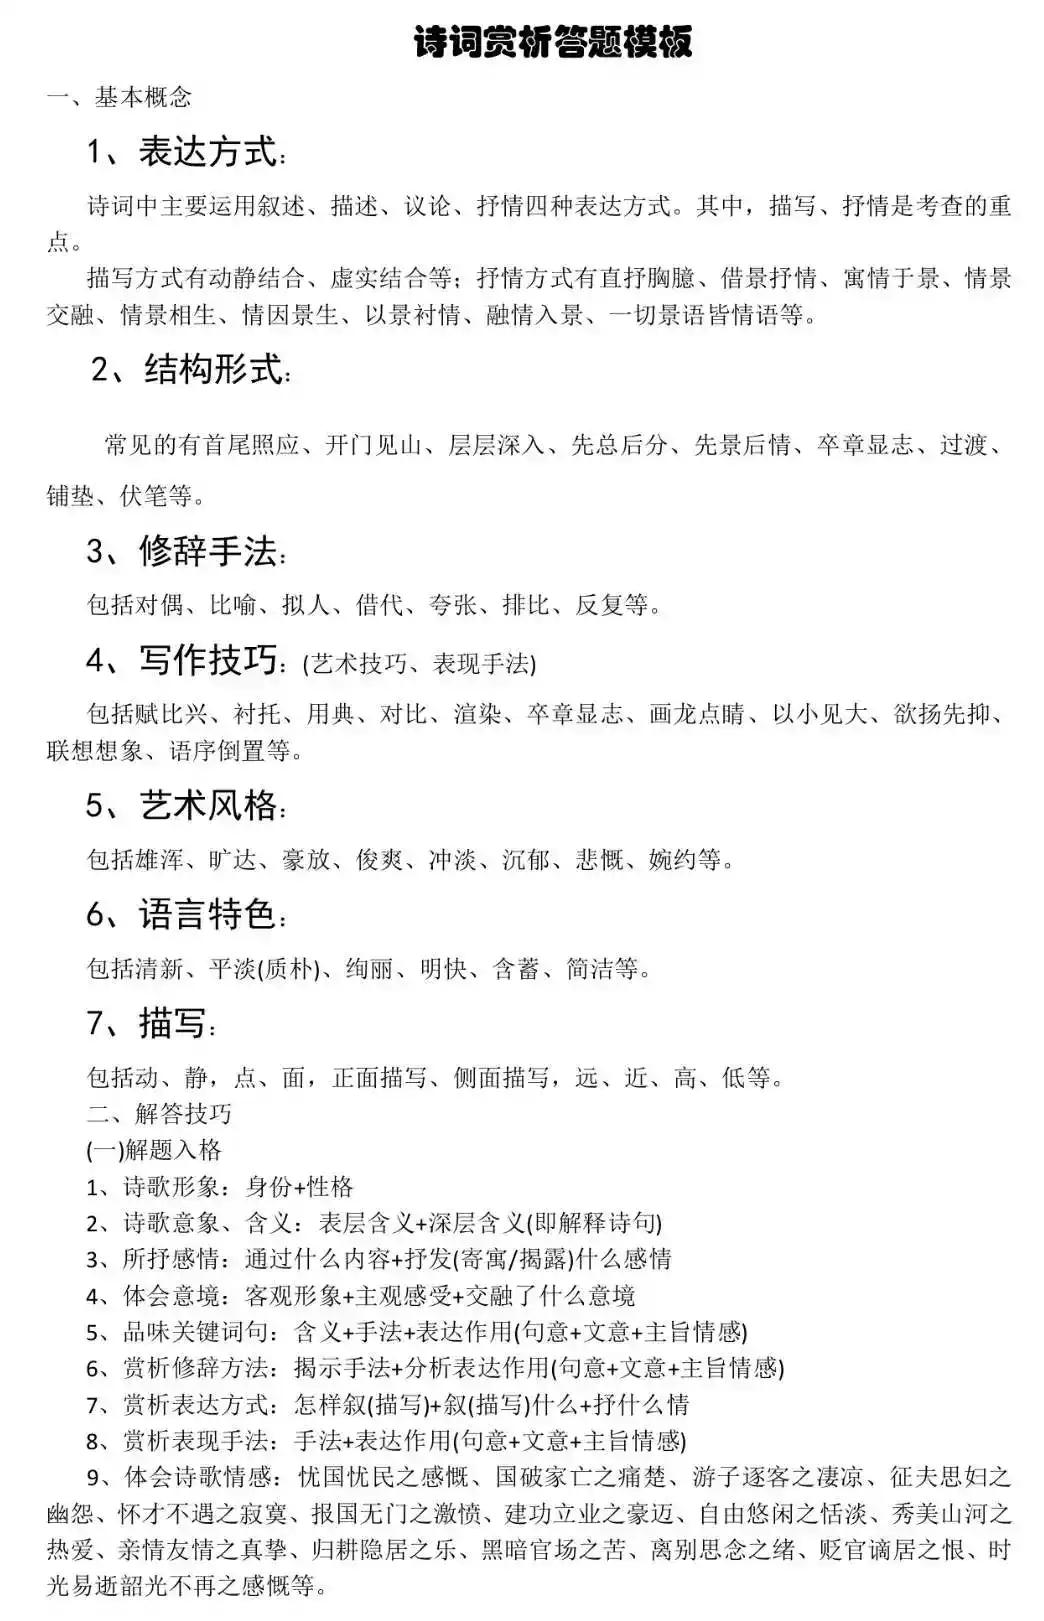 诗词赏析答题模板
一、基本概念
1、表达方式：
诗词中主要运用叙述、描述、议论、抒情四种表达方式。其中，描写、抒情是考查的重
点。
描写方式有动静结合、虚实结合等；抒情方式有直抒胸臆、借景抒情、寓情于景、情景
交融、情景相生、情因景生、以景衬情、融情入景、一切景语皆情语等。
2、结构形式：
常见的有首尾照应、开门见山、层层深入、先总后分、先景后情、卒章显志、过渡、
铺垫、伏笔等。
3、修辞手法：
包括对偶、比喻、拟人、借代、夸张、排比、反复等。
4、写作技巧：(艺术技巧、表现手法)
包括赋比兴、衬托、用典、对比、渲染、卒章显志、画龙点睛、以小见大、欲扬先抑、
联想想象、语序倒置等。
5、艺术风格：
包括雄浑、旷达、豪放、俊爽、冲淡、沉郁、悲慨、婉约等。
6、语言特色：
包括清新、平淡(质朴)、绚丽、明快、含蓄、简洁等。
7、描写：
包括动、静，点、面，正面描写、侧面描写，远、近、高、低等。
二、解答技巧
(一)解题入格
1、诗歌形象：身份+性格
2、诗歌意象、含义：表层含义+深层含义(即解释诗句)
3、所抒感情：通过什么内容+抒发(寄寓/揭露)什么感情
4、体会意境：客观形象+主观感受+交融了什么意境
5、品味关键词句：含义+手法+表达作用(句意+文意+主旨情感)
6、赏析修辞方法：揭示手法+分析表达作用(句意+文意+主旨情感)
7、赏析表达方式：怎样叙(描写)+叙(描写)什么+抒什么情
8、赏析表现手法：手法+表达作用(句意+文意+主旨情感)
9、体会诗歌情感：忧国忧民之感慨、国破家亡之痛楚、游子逐客之凄凉、征夫思妇之
幽怨、怀才不遇之寂寞、报国无门之激愤、建功立业之豪迈、自由悠闲之恬淡、秀美山河之
热爱、亲情友情之真挚、归耕隐居之乐、黑暗官场之苦、离别思念之绪、贬官谪居之恨、时
光易逝韶光不再之感慨等。